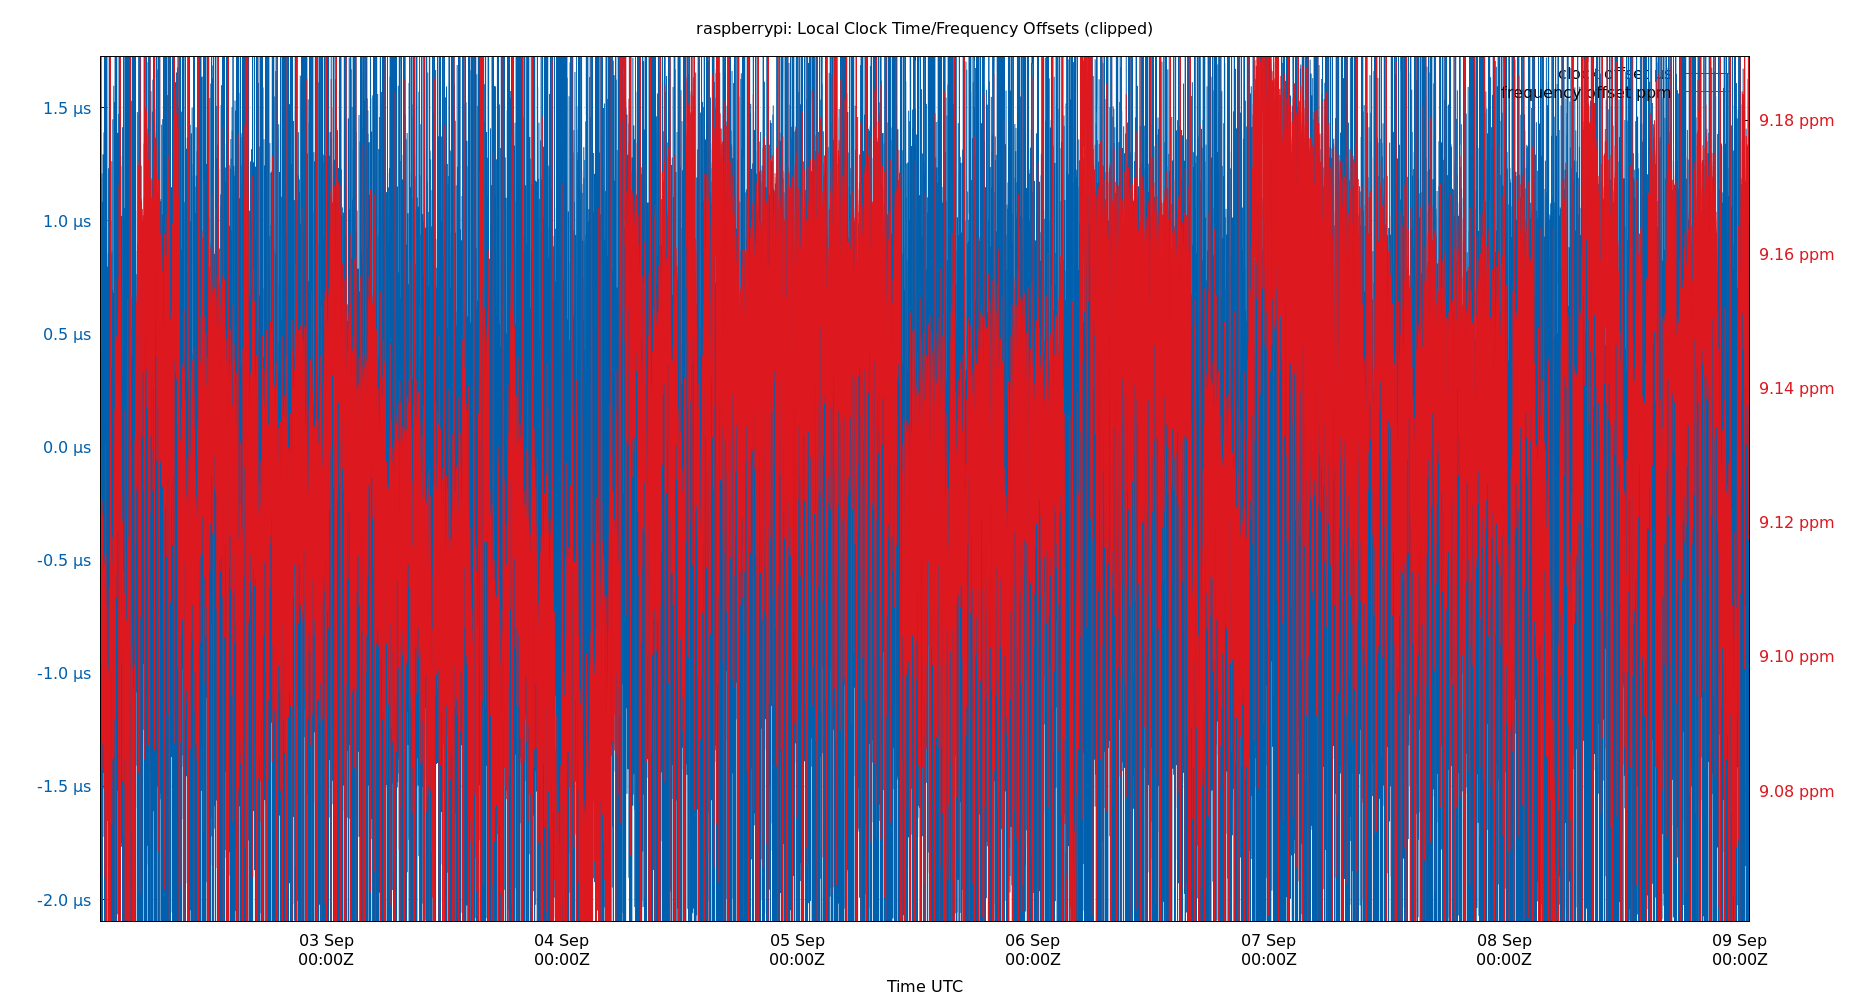 raspberrypi: Local Clock Time/Frequency Offsets (clipped)
clock offset µs
frequency offset ppm
1.5 µs
1.0 µs
0.5 µs
0.0 µs
-0.5 µs
-1.0 µs
-1.5 µs
-2.0 µs
9.18 ppm
9.16 ppm
9.14 ppm
9.12 ppm
9.10 ppm
9.08 ppm
03 Sep
00:00Z
04 Sep
00:00Z
05 Sep
00:00Z
06 Sep
00:00Z
07 Sep
00:00Z
08 Sep
00:00Z
09 Sep
00:00Z
Time UTC